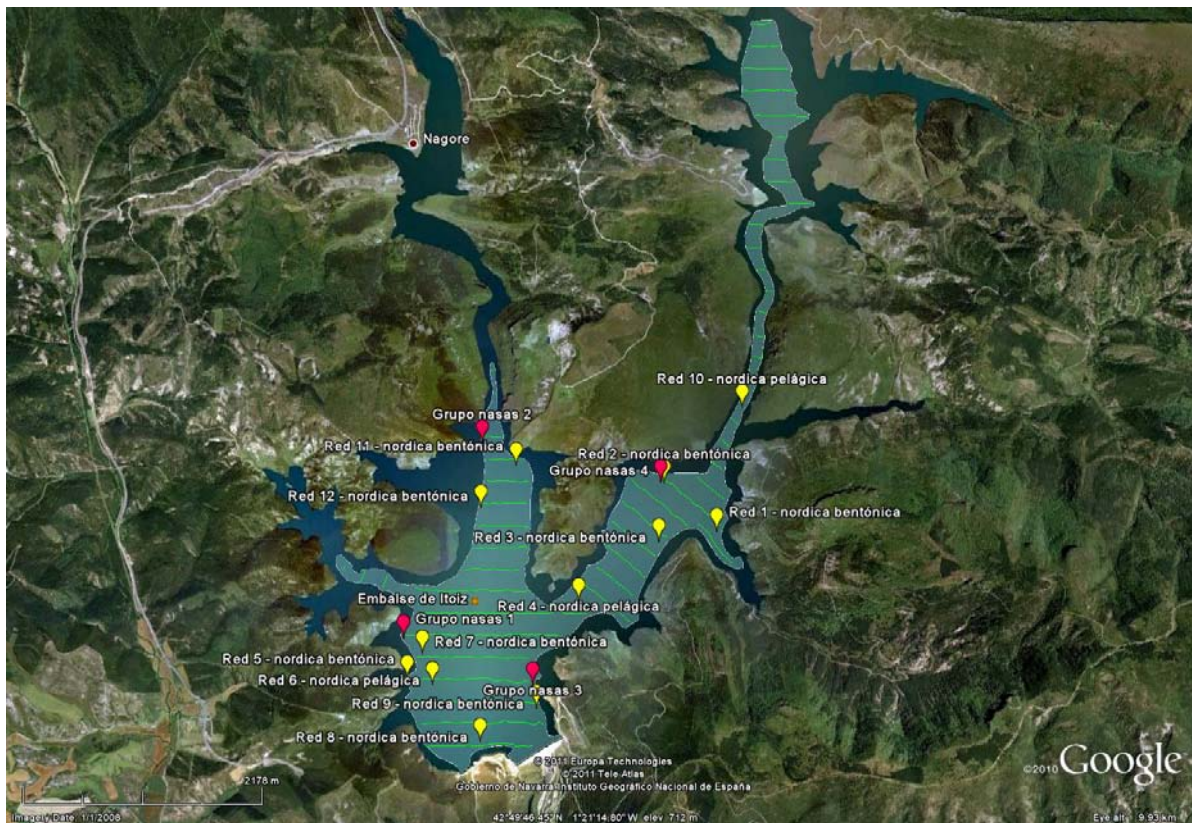 Nagore
Red 10 - nordica pelágica
Grupo nasas 2
Red 11 - nordica bentónica
Red 2 - nordica bentónica
Grupo nasas 4
Red 12 - nordica bentónica
Red 1 - nordica bentónica
Red 3 - nordica bentónica
Embalse de Itoiz
Red 4 - nordica pelágica
Grupo nasas 1
Red 7 - nordica bentónica
Red 5 - nordica bentónica
Red 6 - nordica pelágica
Grupo nasas 3
Red 9 - nordica bentónica
Red 8 - nordica bentónica
© 2011 Europa Technologies
© 2011 Tele Atlas
Gobierno de Navarra Instituto Geográfico Nacional de España
©2010 Google
2178 m
Imagery Date: 1/1/2006
42°49'46.45" N 1°21'14.80" W elev 712 m
Eye alt 9.93 km